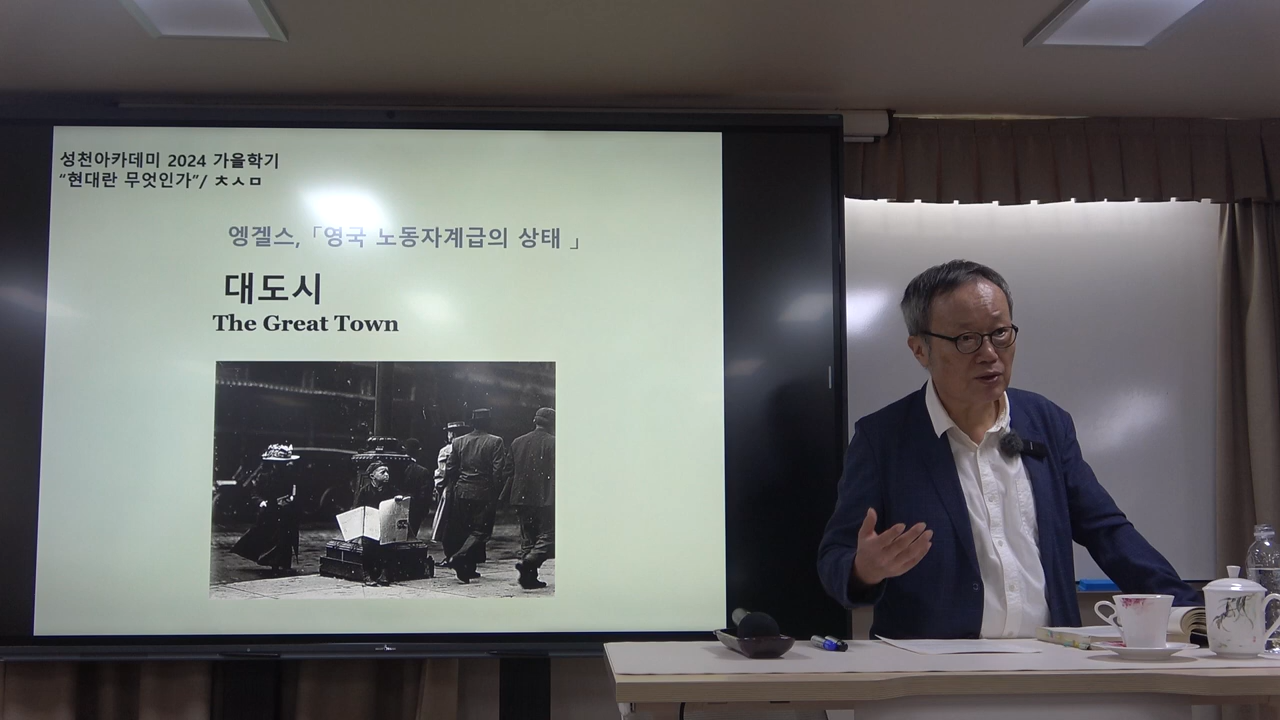 성천아카데미 2024 가을학기
“현대란 무엇인가”/ ㅊㅅㅁ
엥겔스, 「영국 노동자계급의 상태 」
대도시
The Great Town